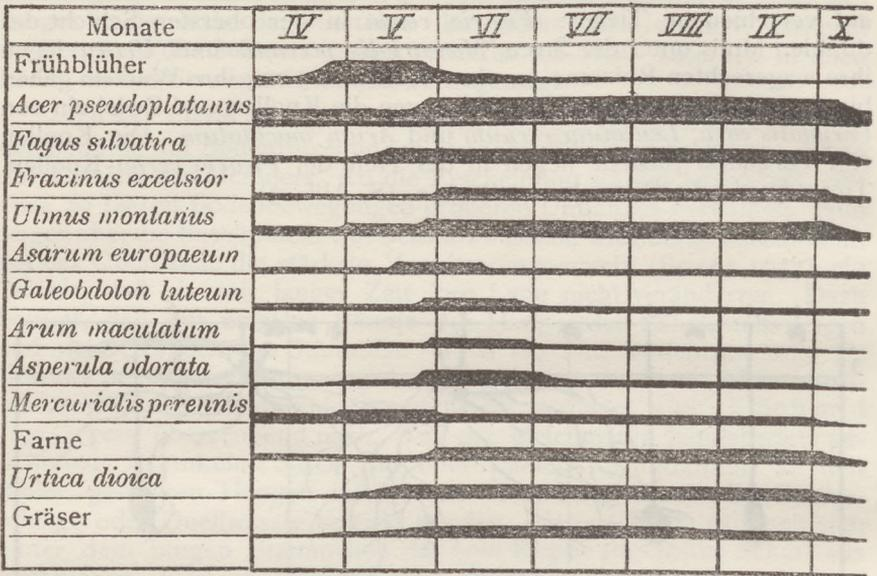 Monate IV V VI VII VIII IX X
Frühblüher
Acer pseudoplatanus
Fagus silvatica
Fraxinus excelsior
Ulmus montanus
Asarum europaeum
Galeobdolon luteum
Arum maculatum
Asperula odorata
Mercurialis perennis
Farne
Urtica dioica
Gräser